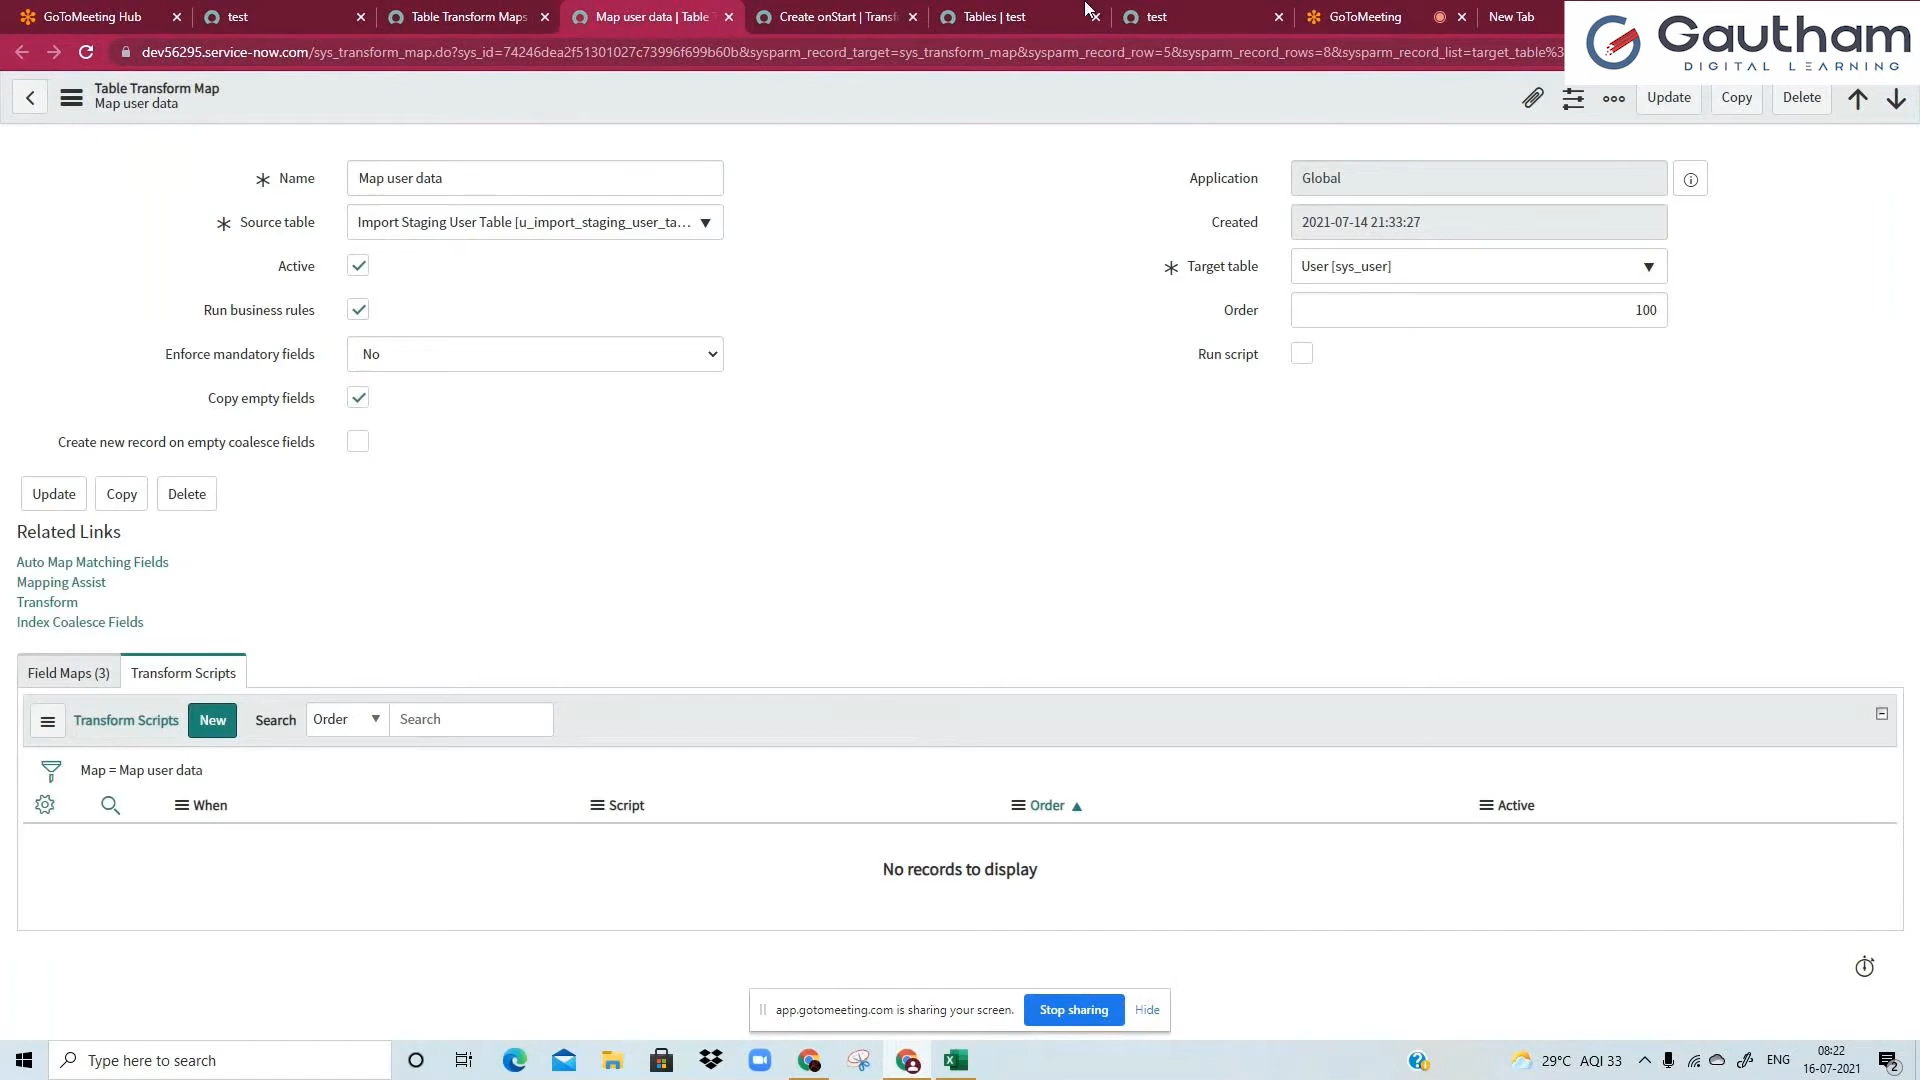 GoToMeeting Hub
test
Table Transform Maps
Map user data | Table
Create onStart | Transf
Tables | test
test
GoToMeeting
New Tab
Gautham
DIGITAL LEARNING
dev56295.service-now.com/sys_transform_map.do?sys_id=74246dea2f51301027c73996f699b60b&sysparm_record_target=sys_transform_map&sysparm_record_row=5&sysparm_record_rows=8&sysparm_record_list=target_table%3
Table Transform Map
Map user data
Update
Copy
Delete
Name
Map user data
Application
Global
Source table
Import Staging User Table [u_import_staging_user_ta...
Created
2021-07-14 21:33:27
Active
Target table
User [sys_user]
Run business rules
Order
100
Enforce mandatory fields
No
Run script
Copy empty fields
Create new record on empty coalesce fields
Update
Copy
Delete
Related Links
Auto Map Matching Fields
Mapping Assist
Transform
Index Coalesce Fields
Field Maps (3)
Transform Scripts
Transform Scripts
New
Search
Order
Search
Map = Map user data
When
Script
Order
Active
No records to display
app.gotomeeting.com is sharing your screen.
Stop sharing
Hide
Type here to search
29°C AQI 33
ENG
08:22
16-07-2021
2